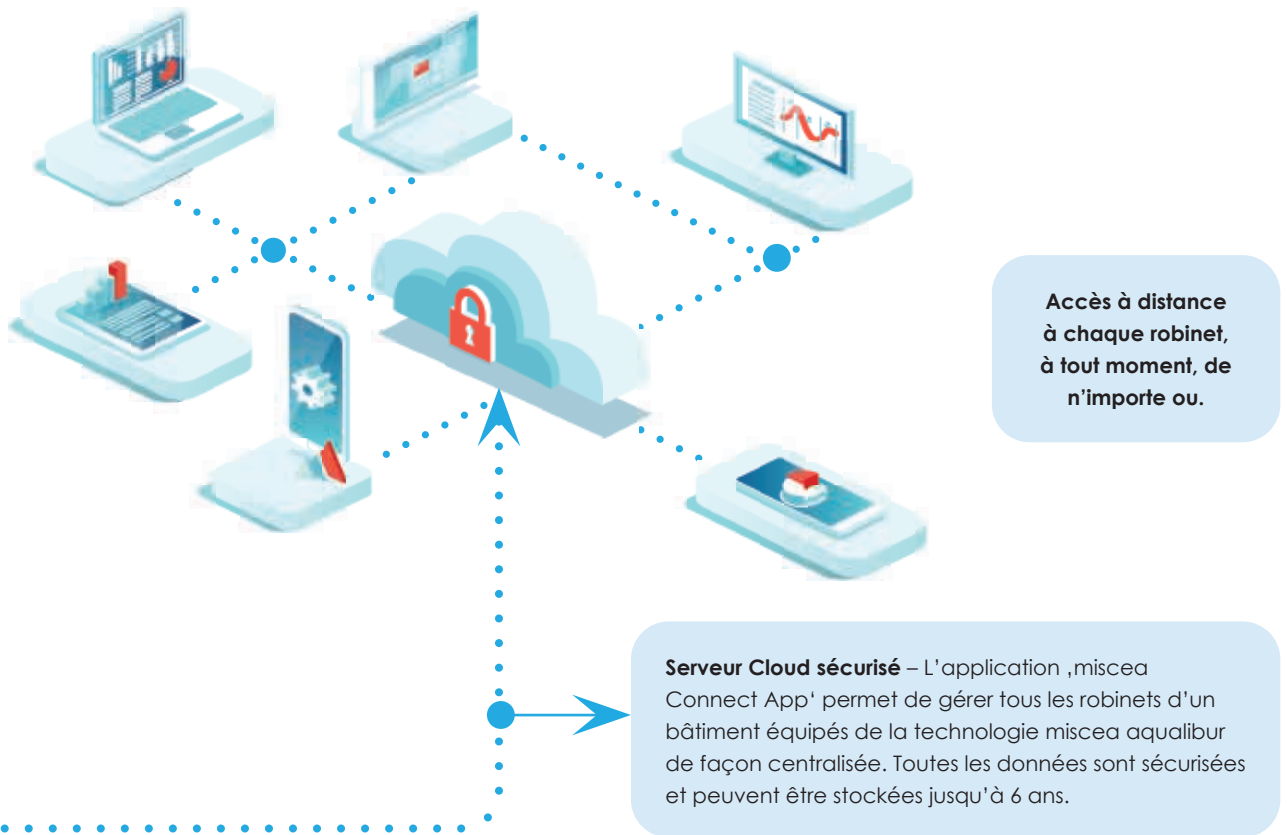 Accès à distance
à chaque robinet,
à tout moment, de
n’importe ou.
Serveur Cloud sécurisé – L’application ‚miscea
Connect App‘ permet de gérer tous les robinets d’un
bâtiment équipés de la technologie miscea aqualibur
de façon centralisée. Toutes les données sont sécurisées
et peuvent être stockées jusqu’à 6 ans.